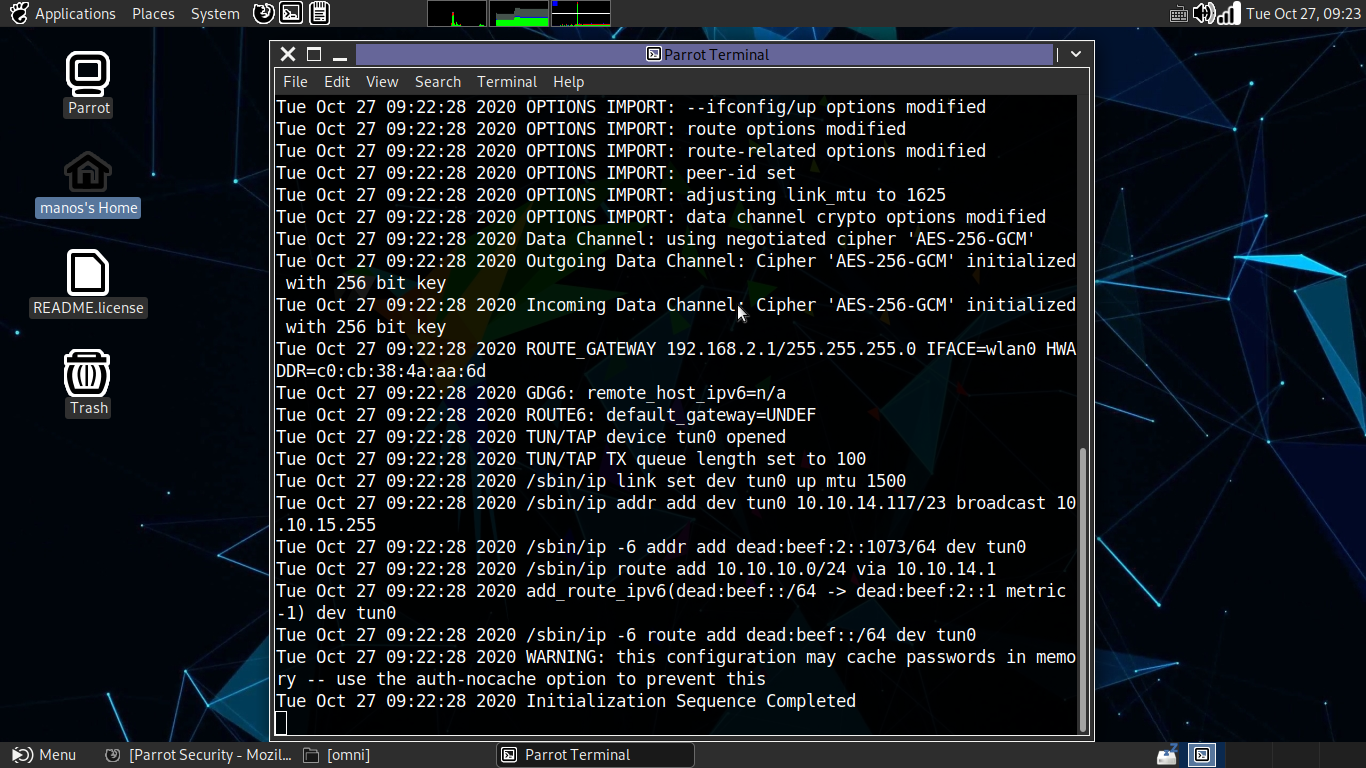 Applications Places System Tue Oct 27, 09:23
Parrot
manos's Home
README.license
Trash
Parrot Terminal
File Edit View Search Terminal Help
Tue Oct 27 09:22:28 2020 OPTIONS IMPORT: --ifconfig/up options modified
Tue Oct 27 09:22:28 2020 OPTIONS IMPORT: route options modified
Tue Oct 27 09:22:28 2020 OPTIONS IMPORT: route-related options modified
Tue Oct 27 09:22:28 2020 OPTIONS IMPORT: peer-id set
Tue Oct 27 09:22:28 2020 OPTIONS IMPORT: adjusting link_mtu to 1625
Tue Oct 27 09:22:28 2020 OPTIONS IMPORT: data channel crypto options modified
Tue Oct 27 09:22:28 2020 Data Channel: using negotiated cipher 'AES-256-GCM'
Tue Oct 27 09:22:28 2020 Outgoing Data Channel: Cipher 'AES-256-GCM' initialized
with 256 bit key
Tue Oct 27 09:22:28 2020 Incoming Data Channel: Cipher 'AES-256-GCM' initialized
with 256 bit key
Tue Oct 27 09:22:28 2020 ROUTE_GATEWAY 192.168.2.1/255.255.255.0 IFACE=wlan0 HWA
DDR=c0:cb:38:4a:aa:6d
Tue Oct 27 09:22:28 2020 GDG6: remote_host_ipv6=n/a
Tue Oct 27 09:22:28 2020 ROUTE6: default_gateway=UNDEF
Tue Oct 27 09:22:28 2020 TUN/TAP device tun0 opened
Tue Oct 27 09:22:28 2020 TUN/TAP TX queue length set to 100
Tue Oct 27 09:22:28 2020 /sbin/ip link set dev tun0 up mtu 1500
Tue Oct 27 09:22:28 2020 /sbin/ip addr add dev tun0 10.10.14.117/23 broadcast 10
.10.15.255
Tue Oct 27 09:22:28 2020 /sbin/ip -6 addr add dead:beef:2::1073/64 dev tun0
Tue Oct 27 09:22:28 2020 /sbin/ip route add 10.10.10.0/24 via 10.10.14.1
Tue Oct 27 09:22:28 2020 add_route_ipv6(dead:beef::/64 -> dead:beef:2::1 metric
-1) dev tun0
Tue Oct 27 09:22:28 2020 /sbin/ip -6 route add dead:beef::/64 dev tun0
Tue Oct 27 09:22:28 2020 WARNING: this configuration may cache passwords in memo
ry -- use the auth-nocache option to prevent this
Tue Oct 27 09:22:28 2020 Initialization Sequence Completed
Menu [Parrot Security - Mozil... [omni] Parrot Terminal